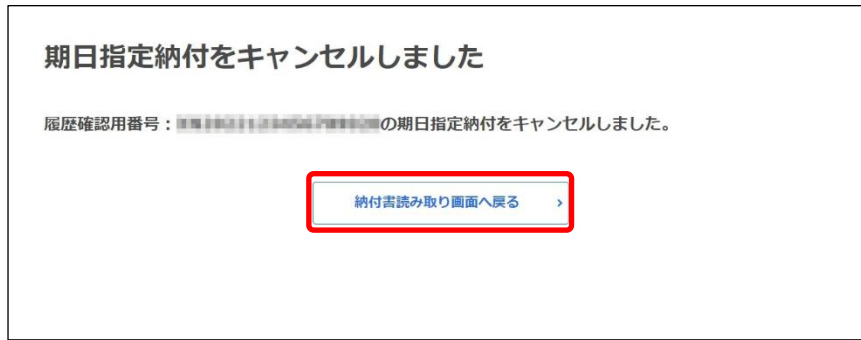 期日指定納付をキャンセルしました
履歴確認用番号：の期日指定納付をキャンセルしました。
納付書読み取り画面へ戻る